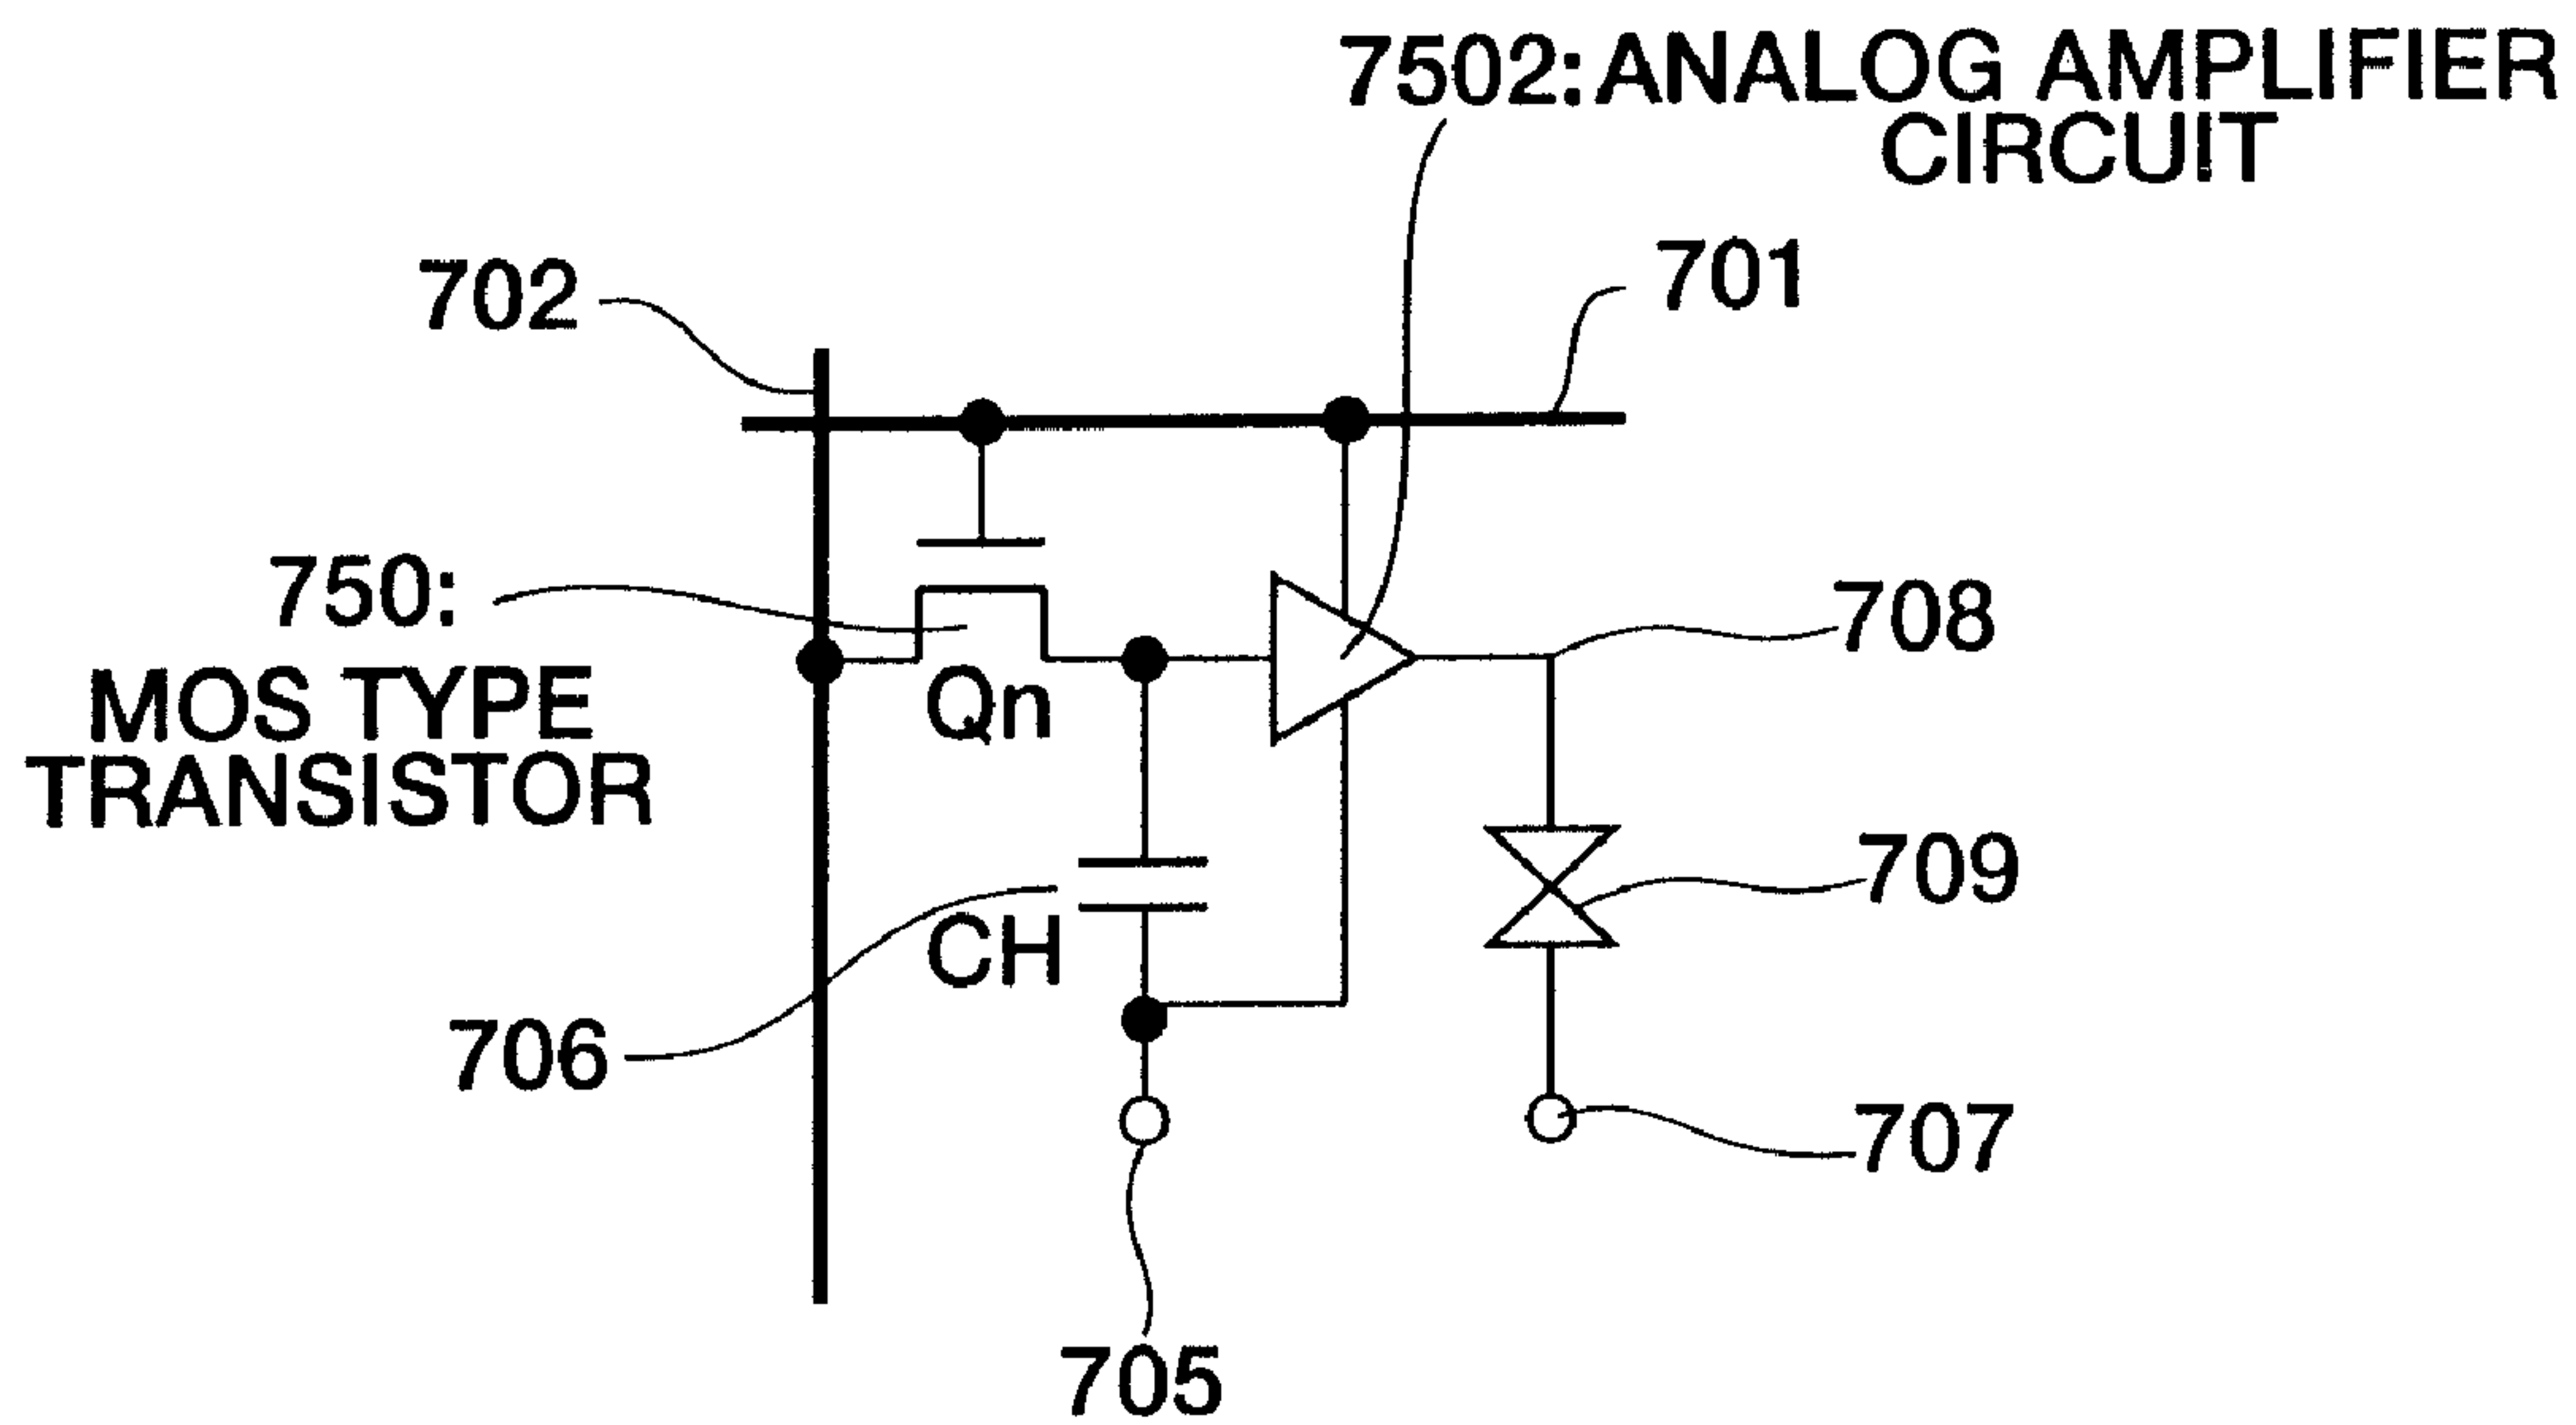 7502: ANALOG AMPLIFIER
CIRCUIT
701
702
750:
MOS TYPE
TRANSISTOR
Qn
708
709
CH
706
707
705